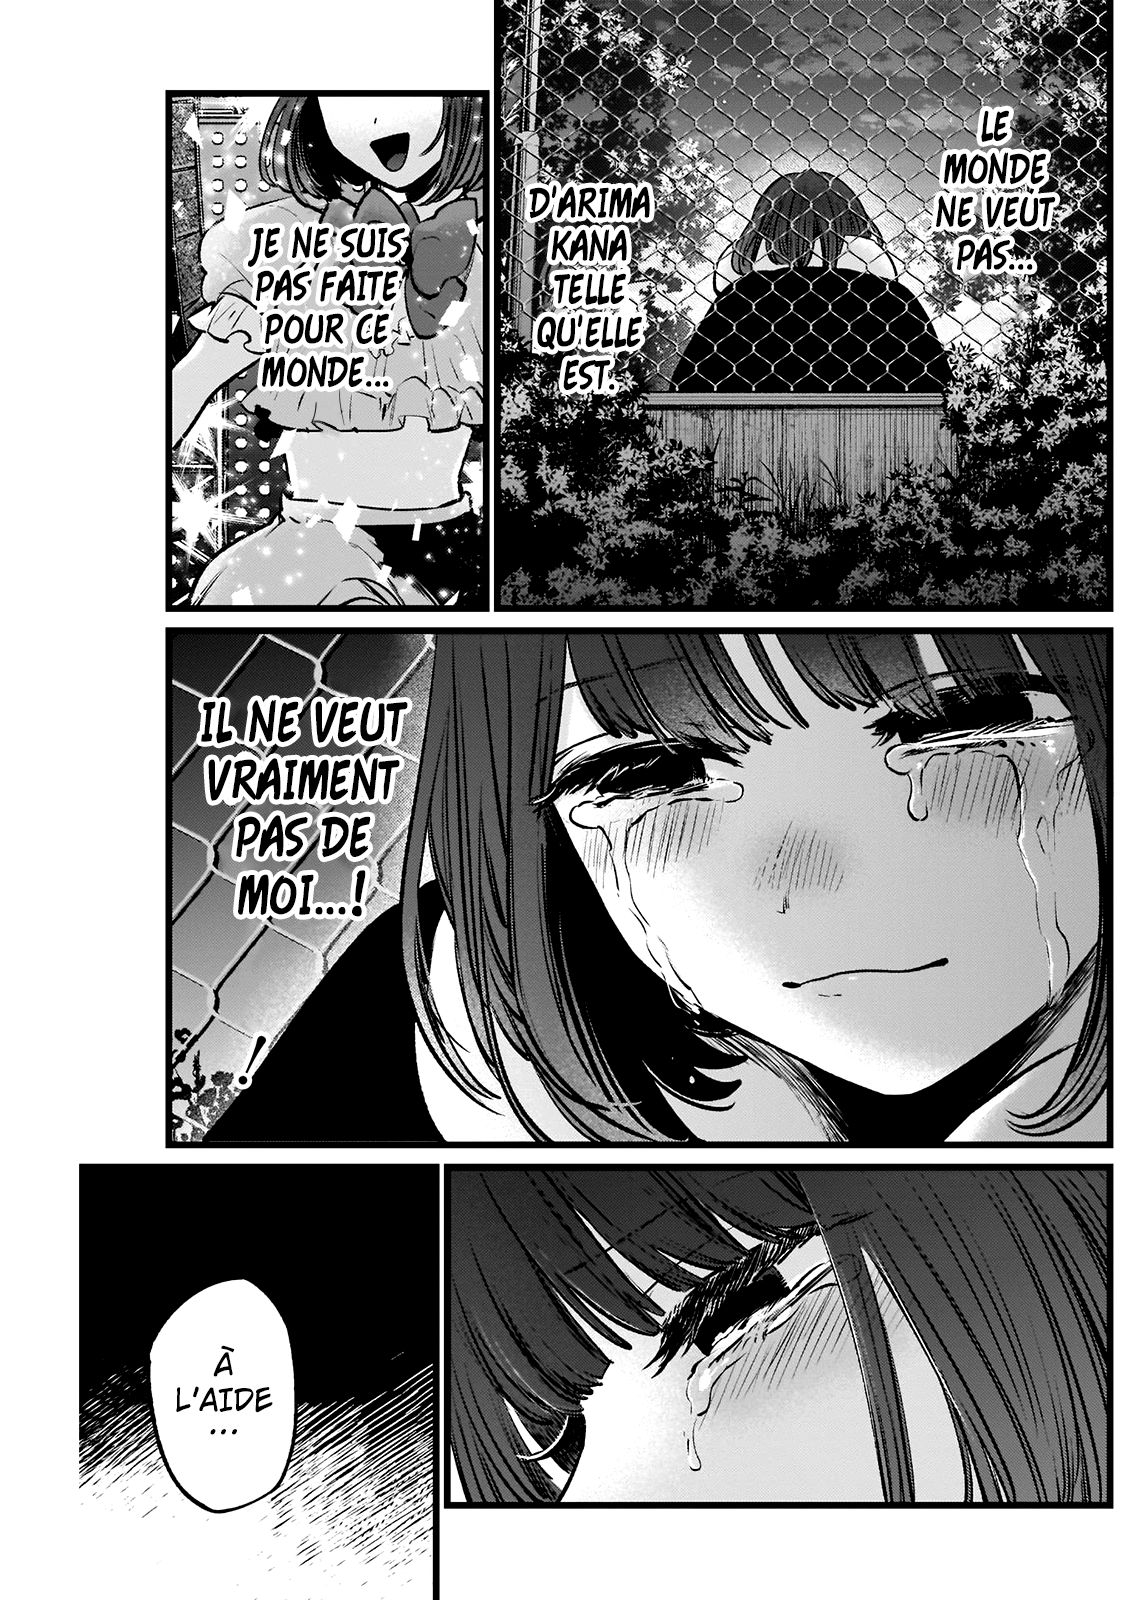 LE
MONDE
NE VEUT
PAS...
D'ARIMA
KANA
TELLE
QU'ELLE
EST.
JE NE SUIS
PAS FAITE
POUR CE
MONDE...
IL NE VEUT
VRAIMENT
PAS DE
MOI...!
!
À
L'AIDE
...